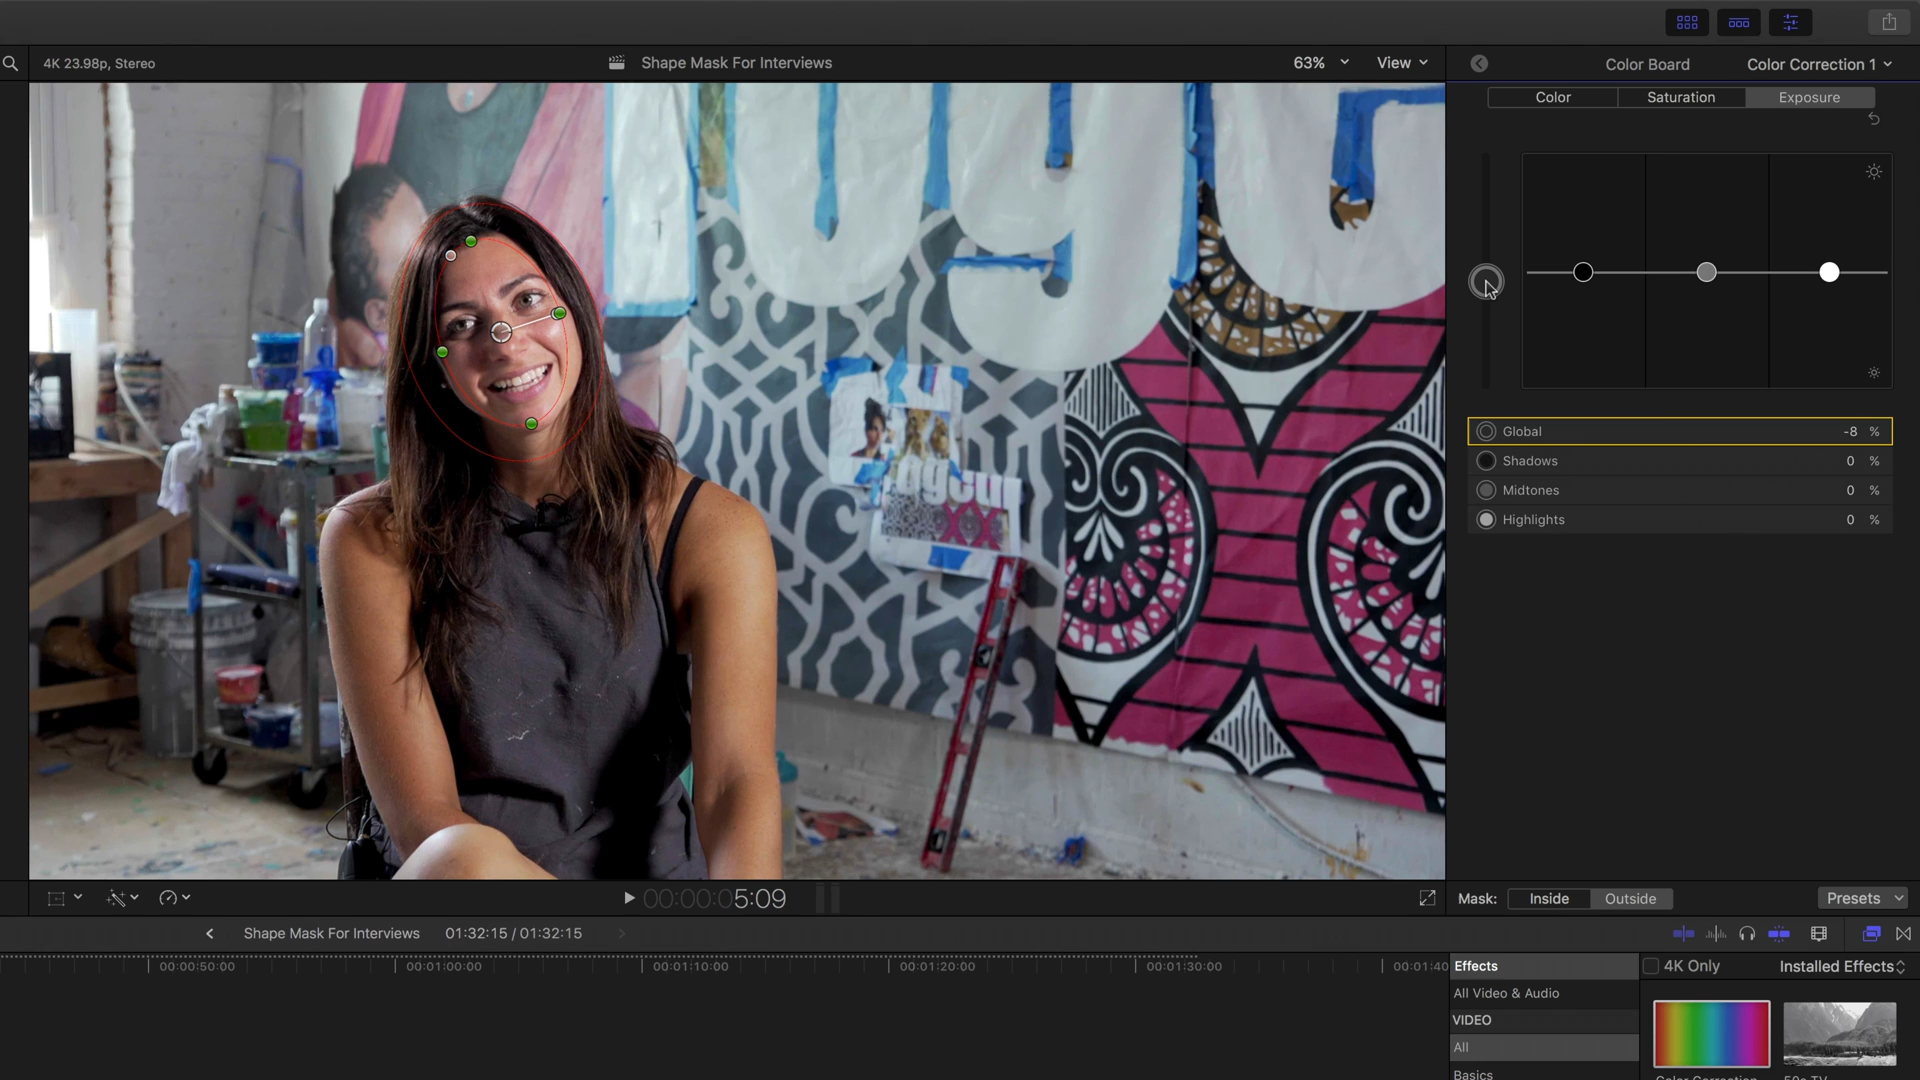 4K 23.98p, Stereo
Shape Mask For Interviews
63%
View
Color Board
Color Correction 1
Color
Saturation
Exposure
Global -8 %
Shadows 0 %
Midtones 0 %
Highlights 0 %
00:00:05:09
Mask:
Inside
Outside
Presets
Shape Mask For Interviews
01:32:15 / 01:32:15
00:00:50:00
00:01:00:00
00:01:10:00
00:01:20:00
00:01:30:00
00:01:40
Effects
4K Only
Installed Effects
All Video & Audio
VIDEO
All
Basics